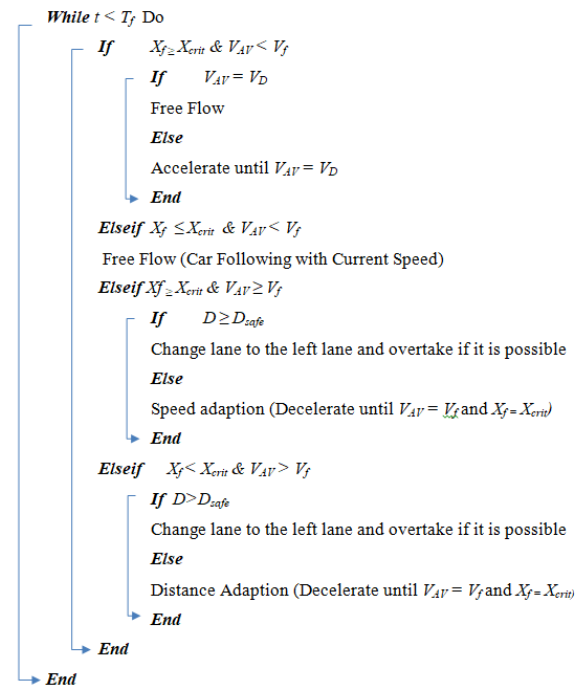 While t < Tf Do
If Xf ≥ Xcrit & VAV < Vf
If VAV = VD
Free Flow
Else
Accelerate until VAV = VD
End
Elseif Xf ≤ Xcrit & VAV < Vf
Free Flow (Car Following with Current Speed)
Elseif Xf ≥ Xcrit & VAV ≥ Vf
If D ≥ Dsafe
Change lane to the left lane and overtake if it is possible
Else
Speed adaption (Decelerate until VAV = Vf and Xf = Xcrit)
End
Elseif Xf < Xcrit & VAV > Vf
If D>Dsafe
Change lane to the left lane and overtake if it is possible
Else
Distance Adaption (Decelerate until VAV = Vf and Xf = Xcrit)
End
End
End